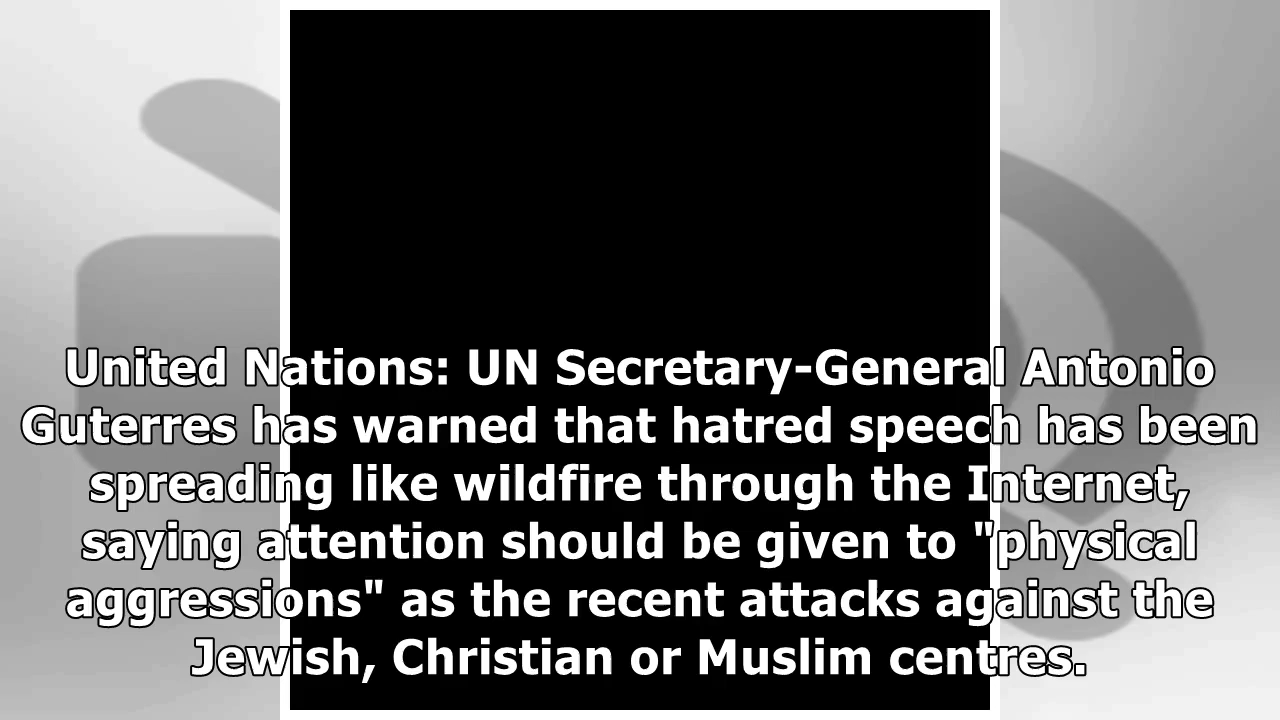 United Nations: UN Secretary-General Antonio
Guterres has warned that hatred speech has been
spreading like wildfire through the Internet,
saying attention should be given to "physical
aggressions" as the recent attacks against the
Jewish, Christian or Muslim centres.